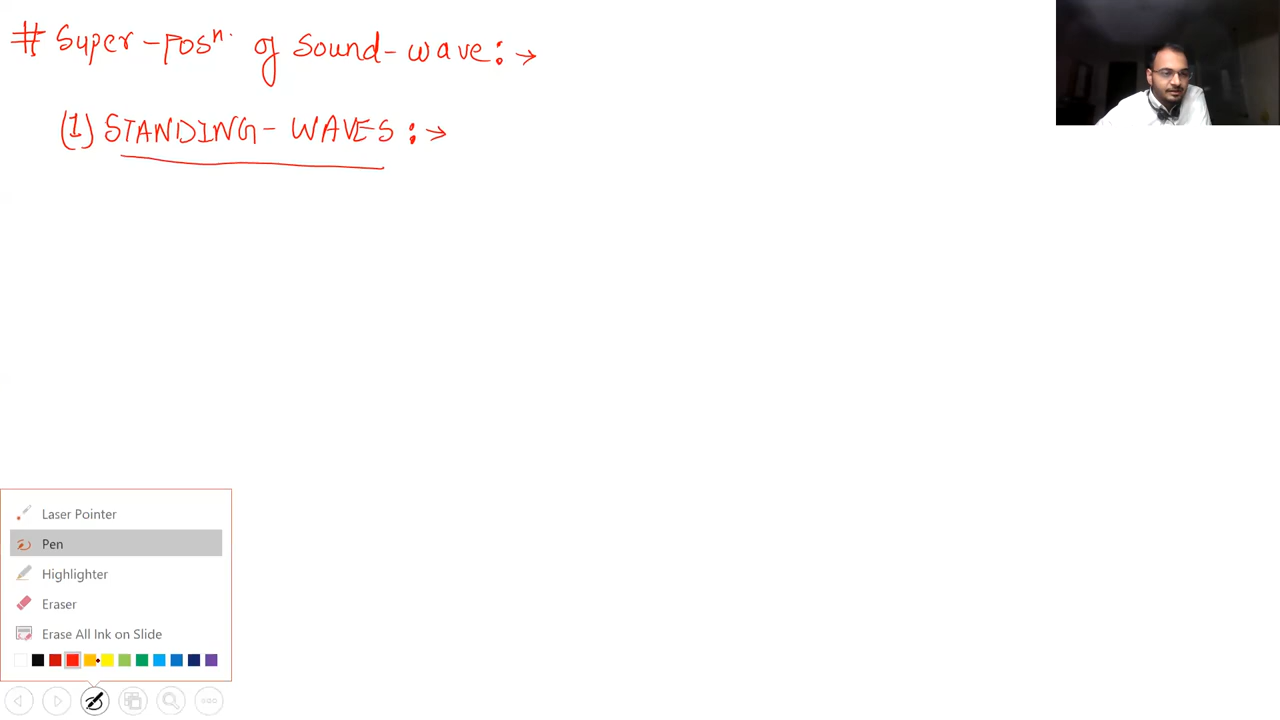 # Super-posⁿ. of Sound-wave:→
(1) STANDING-WAVES:→
Laser Pointer
Pen
Highlighter
Eraser
Erase All Ink on Slide